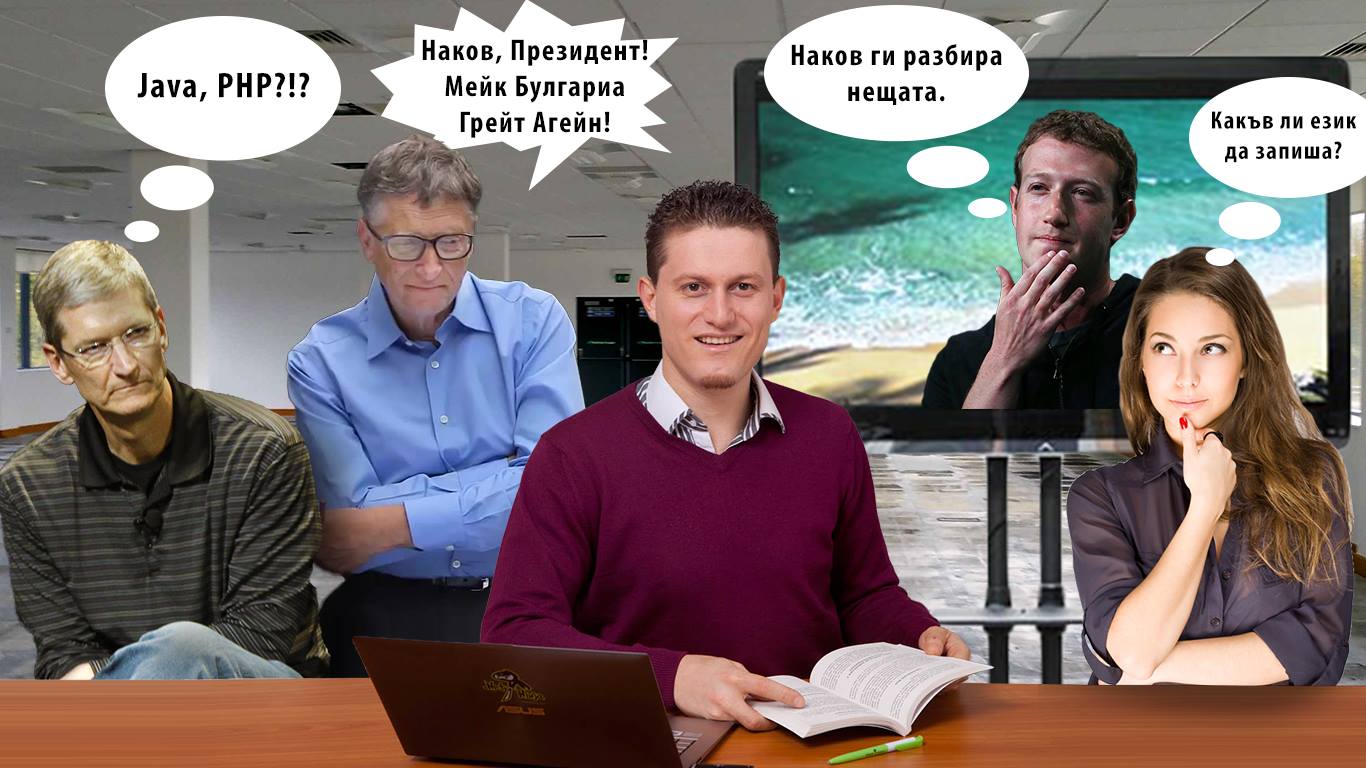 Java, PHP?!?
Наков, Президент!
Мейк Булгариа
Грейт Агейн!
Наков ги разбира
нещата.
Какъв ли език
да запиша?
ASUS